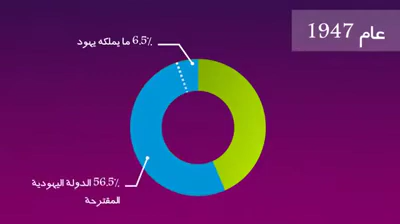 عام 1947
6,5٪ ما يملكه يهود
56,5٪ الدولة اليهودية
المقترحة